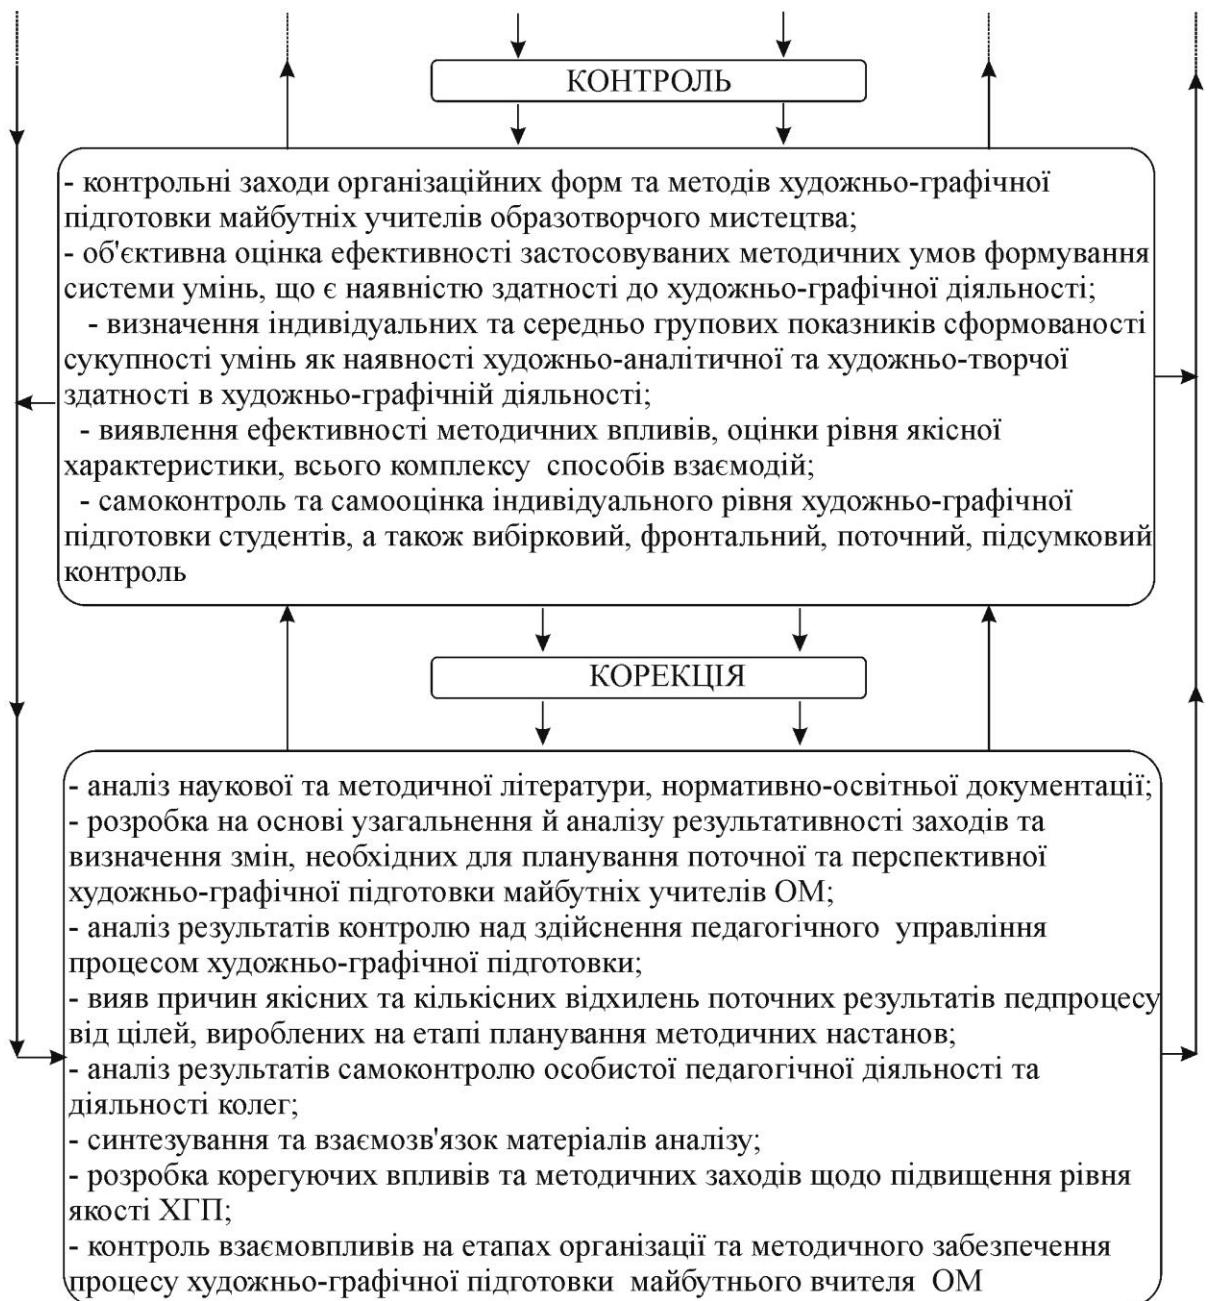 КОНТРОЛЬ
- контрольні заходи організаційних форм та методів художньо-графічної
підготовки майбутніх учителів образотворчого мистецтва;
- об'єктивна оцінка ефективності застосовуваних методичних умов формування
системи умінь, що є наявністю здатності до художньо-графічної діяльності;
- визначення індивідуальних та середньо групових показників сформованості
сукупності умінь як наявності художньо-аналітичної та художньо-творчої
здатності в художньо-графічній діяльності;
- виявлення ефективності методичних впливів, оцінки рівня якісної
характеристики, всього комплексу способів взаємодій;
- самоконтроль та самооцінка індивідуального рівня художньо-графічної
підготовки студентів, а також вибірковий, фронтальний, поточний, підсумковий
контроль
КОРЕКЦІЯ
- аналіз наукової та методичної літератури, нормативно-освітньої документації;
- розробка на основі узагальнення й аналізу результативності заходів та
визначення змін, необхідних для планування поточної та перспективної
художньо-графічної підготовки майбутніх учителів ОМ;
- аналіз результатів контролю над здійснення педагогічного управління
процесом художньо-графічної підготовки;
- вияв причин якісних та кількісних відхилень поточних результатів педпроцесу
від цілей, вироблених на етапі планування методичних настанов;
- аналіз результатів самоконтролю особистої педагогічної діяльності та
діяльності колег;
- синтезування та взаємозв'язок матеріалів аналізу;
- розробка корегуючих впливів та методичних заходів щодо підвищення рівня
якості ХГП;
- контроль взаємовпливів на етапах організації та методичного забезпечення
процесу художньо-графічної підготовки майбутнього вчителя ОМ